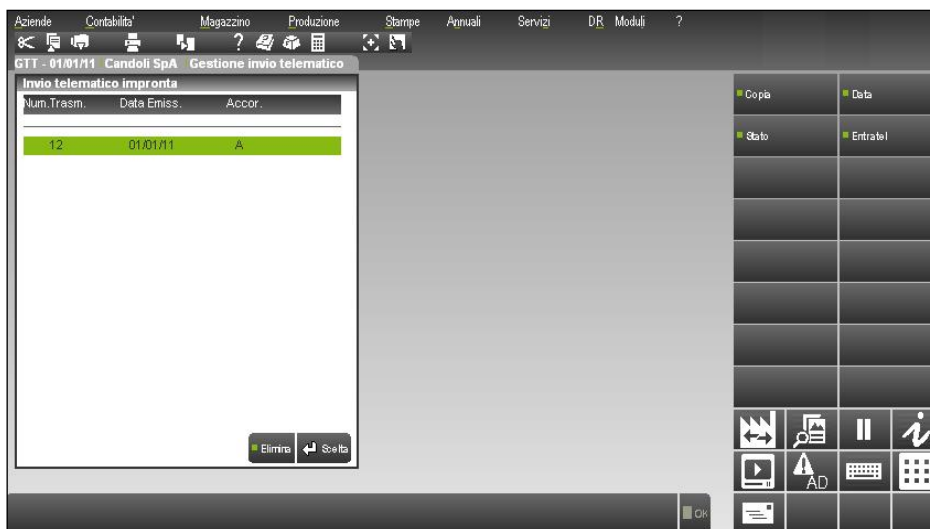 Aziende Contabilita' Magazzino Produzione Stampe Annuali Servizi DR Moduli ?
?
GTT - 01/01/11 Candoli SpA Gestione invio telematico
Invio telematico impronta
Num.Trasm. Data Emiss. Accor.
12 01/01/11 A
Elimina Scelta
Copia Data
Stato Entratel
i
AD
OK